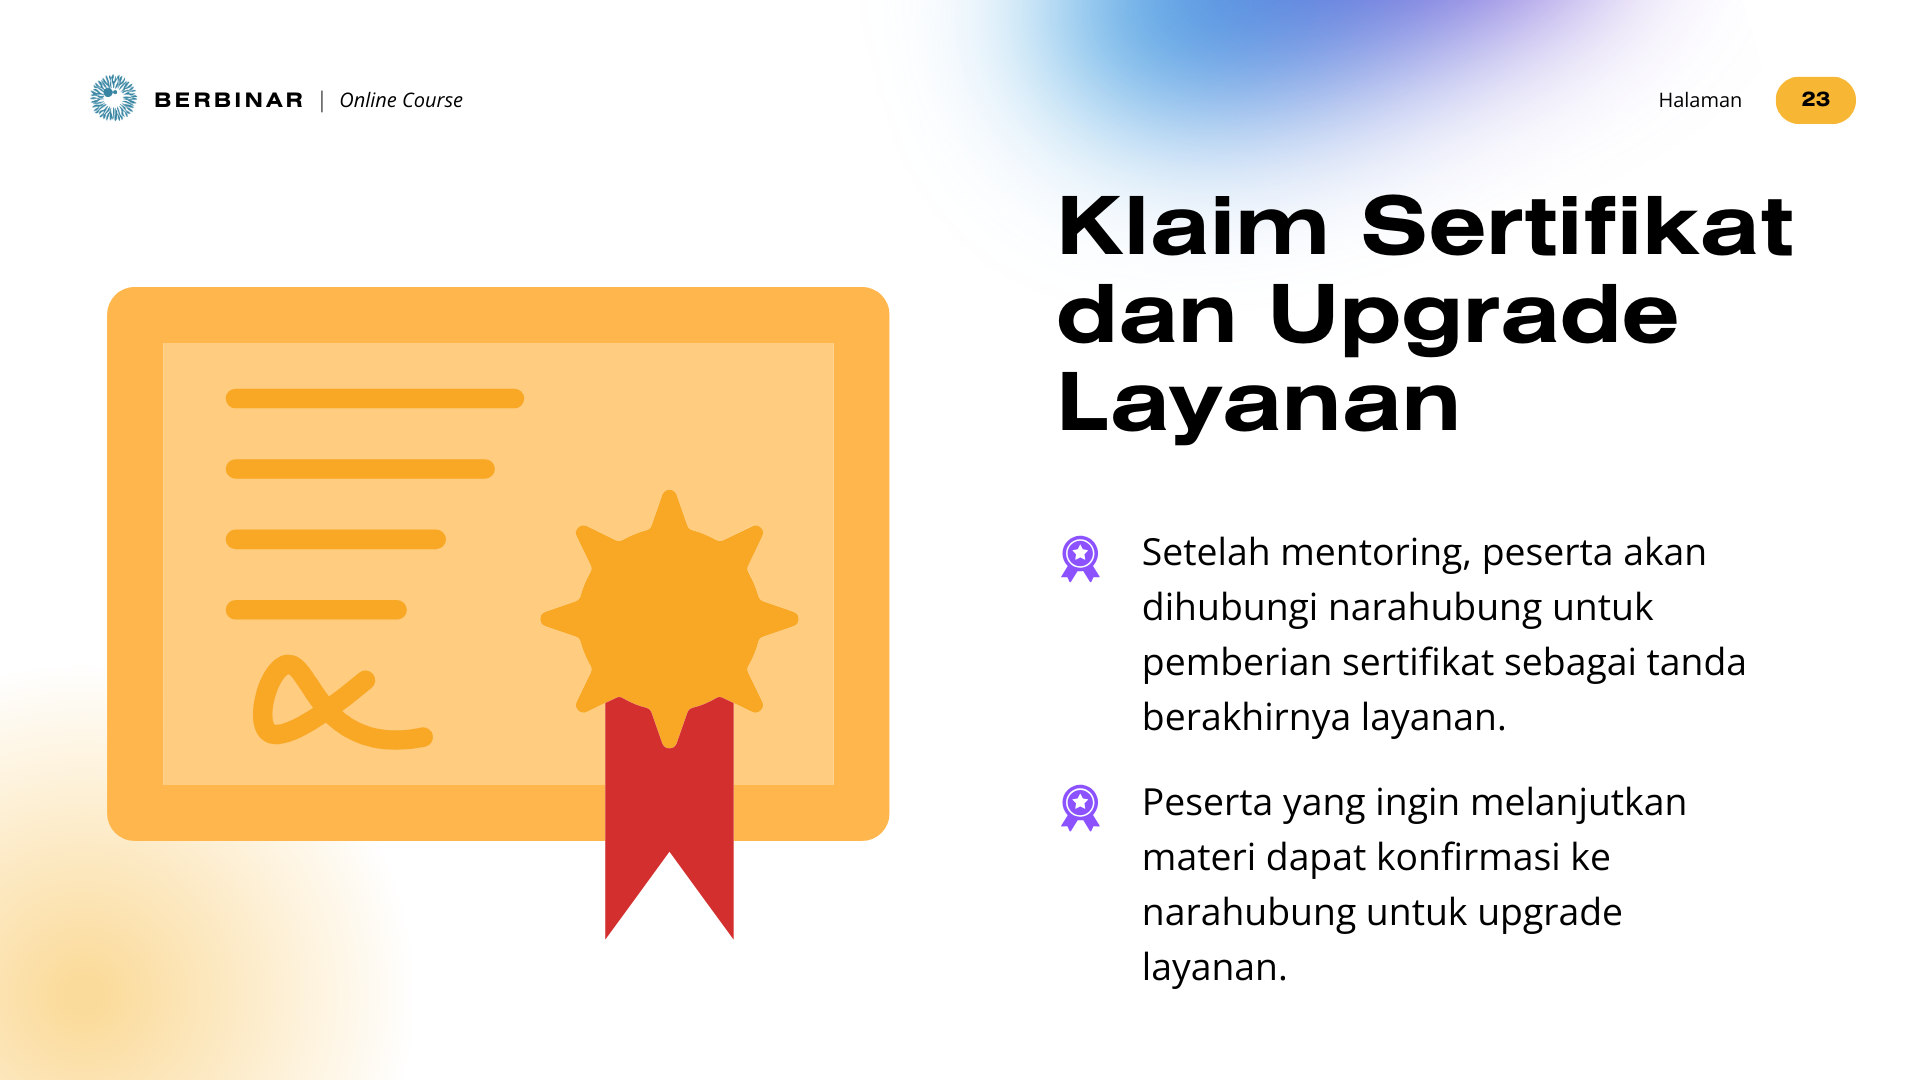 BERBINAR | Online Course
Halaman 23
Klaim Sertifikat
dan Upgrade
Layanan
Setelah mentoring, peserta akan
dihubungi narahubung untuk
pemberian sertifikat sebagai tanda
berakhirnya layanan.
Peserta yang ingin melanjutkan
materi dapat konfirmasi ke
narahubung untuk upgrade
layanan.